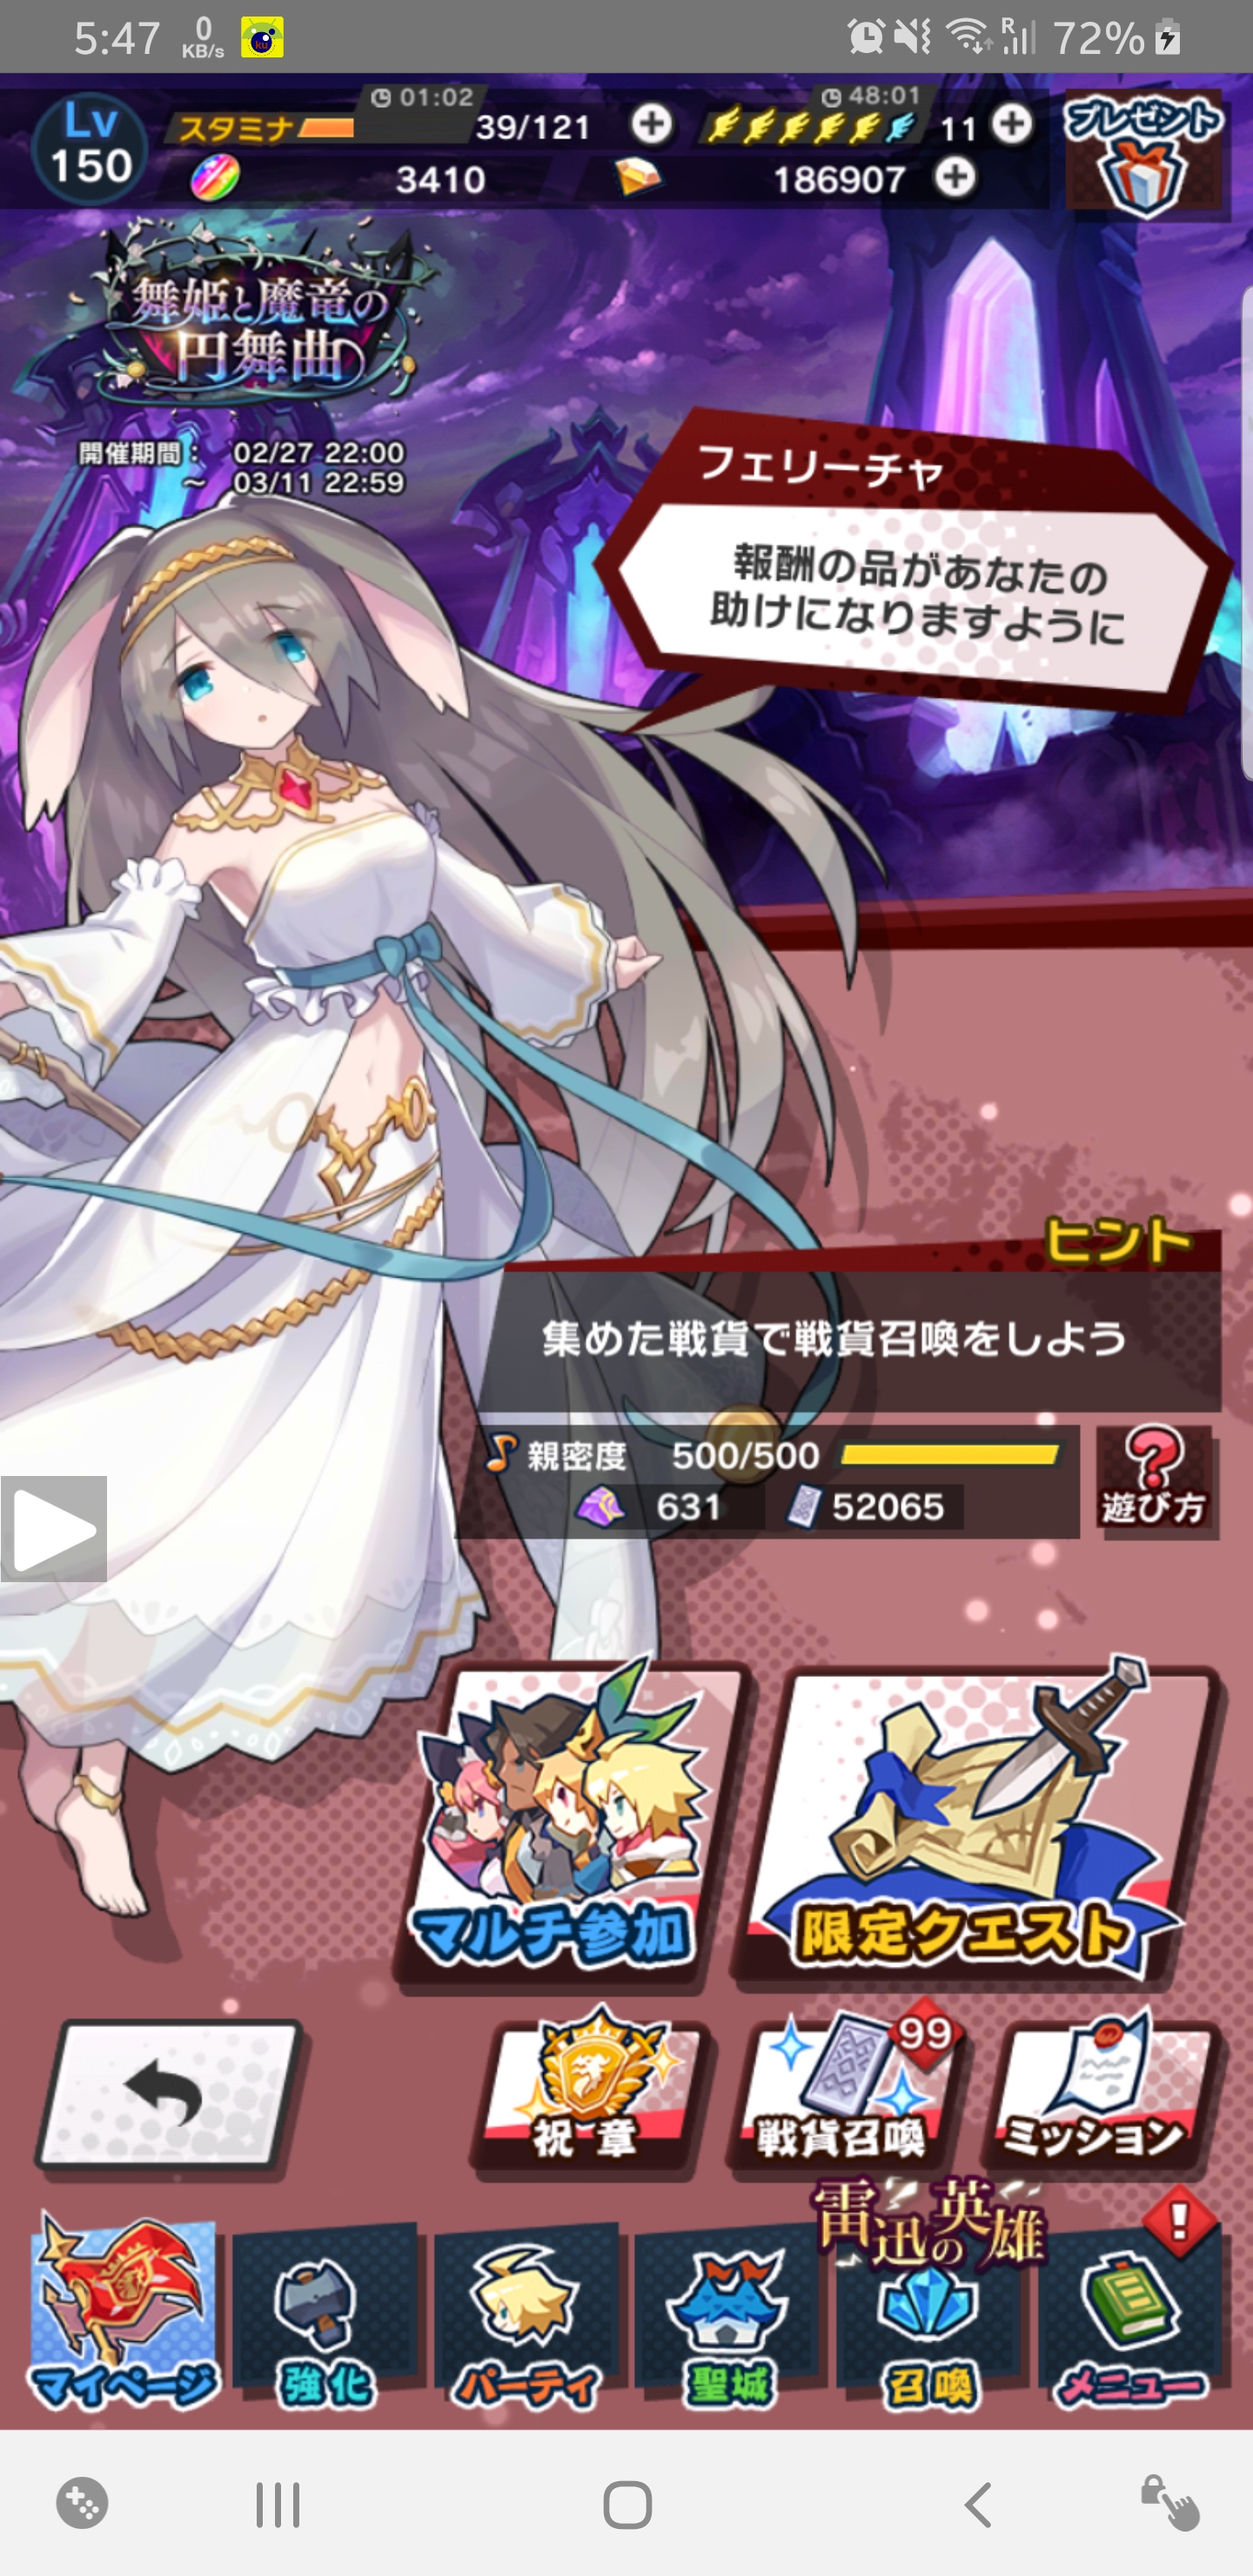 5:47 0 KB/s ku R 72%
Lv 150
スタミナ 01:02 39/121
48:01 11
3410 186907
プレゼント
舞姫と魔竜の
円舞曲
開催期間： 02/27 22:00
～ 03/11 22:59
フェリーチャ
報酬の品があなたの
助けになりますように
ヒント
集めた戦貨で戦貨召喚をしよう
親密度 500/500
631 52065
遊び方
マルチ参加
限定クエスト
祝章
99
戦貨召喚
ミッション
雷迅の英雄
!
マイページ
強化
パーティ
聖城
召喚
メニュー